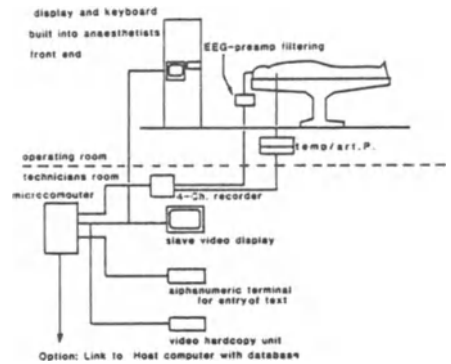 display and keyboard
built into anaesthetists
front end
EEG-preamp filtering
temp/art.P.
operating room
technicians room
microcomputer
4-Ch. recorder
slave video display
alphanumeric terminal
for entry of text
video hardcopy unit
Option: Link to Host computer with database